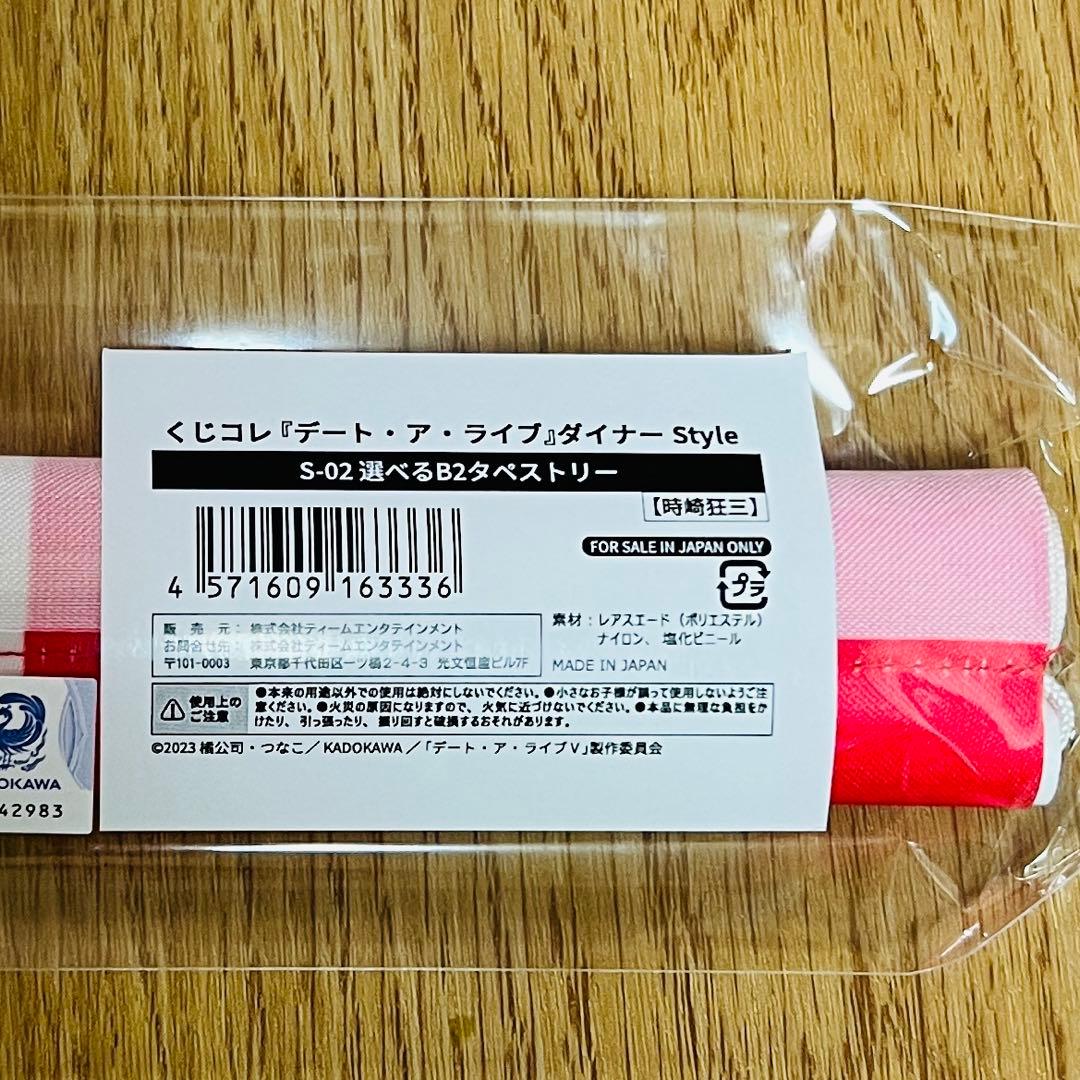 くじコレ『デート・ア・ライブ』ダイナー Style
S-02 選べるB2タペストリー
【時崎狂三】
FOR SALE IN JAPAN ONLY
プラ
4 571609 163336
販 売 元： 株式会社ティームエンタテインメント
お問合せ先： 株式会社ティームエンタテインメント
〒101-0003 東京都千代田区一ツ橋2-4-3 光文恒産ビル7F
素材：レアスエード（ポリエステル）
ナイロン、塩化ビニール
MADE IN JAPAN
使用上の
ご注意
●本来の用途以外での使用は絶対にしないでください。●小さなお子様が誤って使用しないようご注
意ください。●火災の原因になりますので、火気に近づけないでください。●本品に無理な負担をか
けたり、引っ張ったり、振り回すと破損するおそれがあります。
©2023 橘公司・つなこ／KADOKAWA／「デート・ア・ライブⅤ」製作委員会
OKAWA
42983